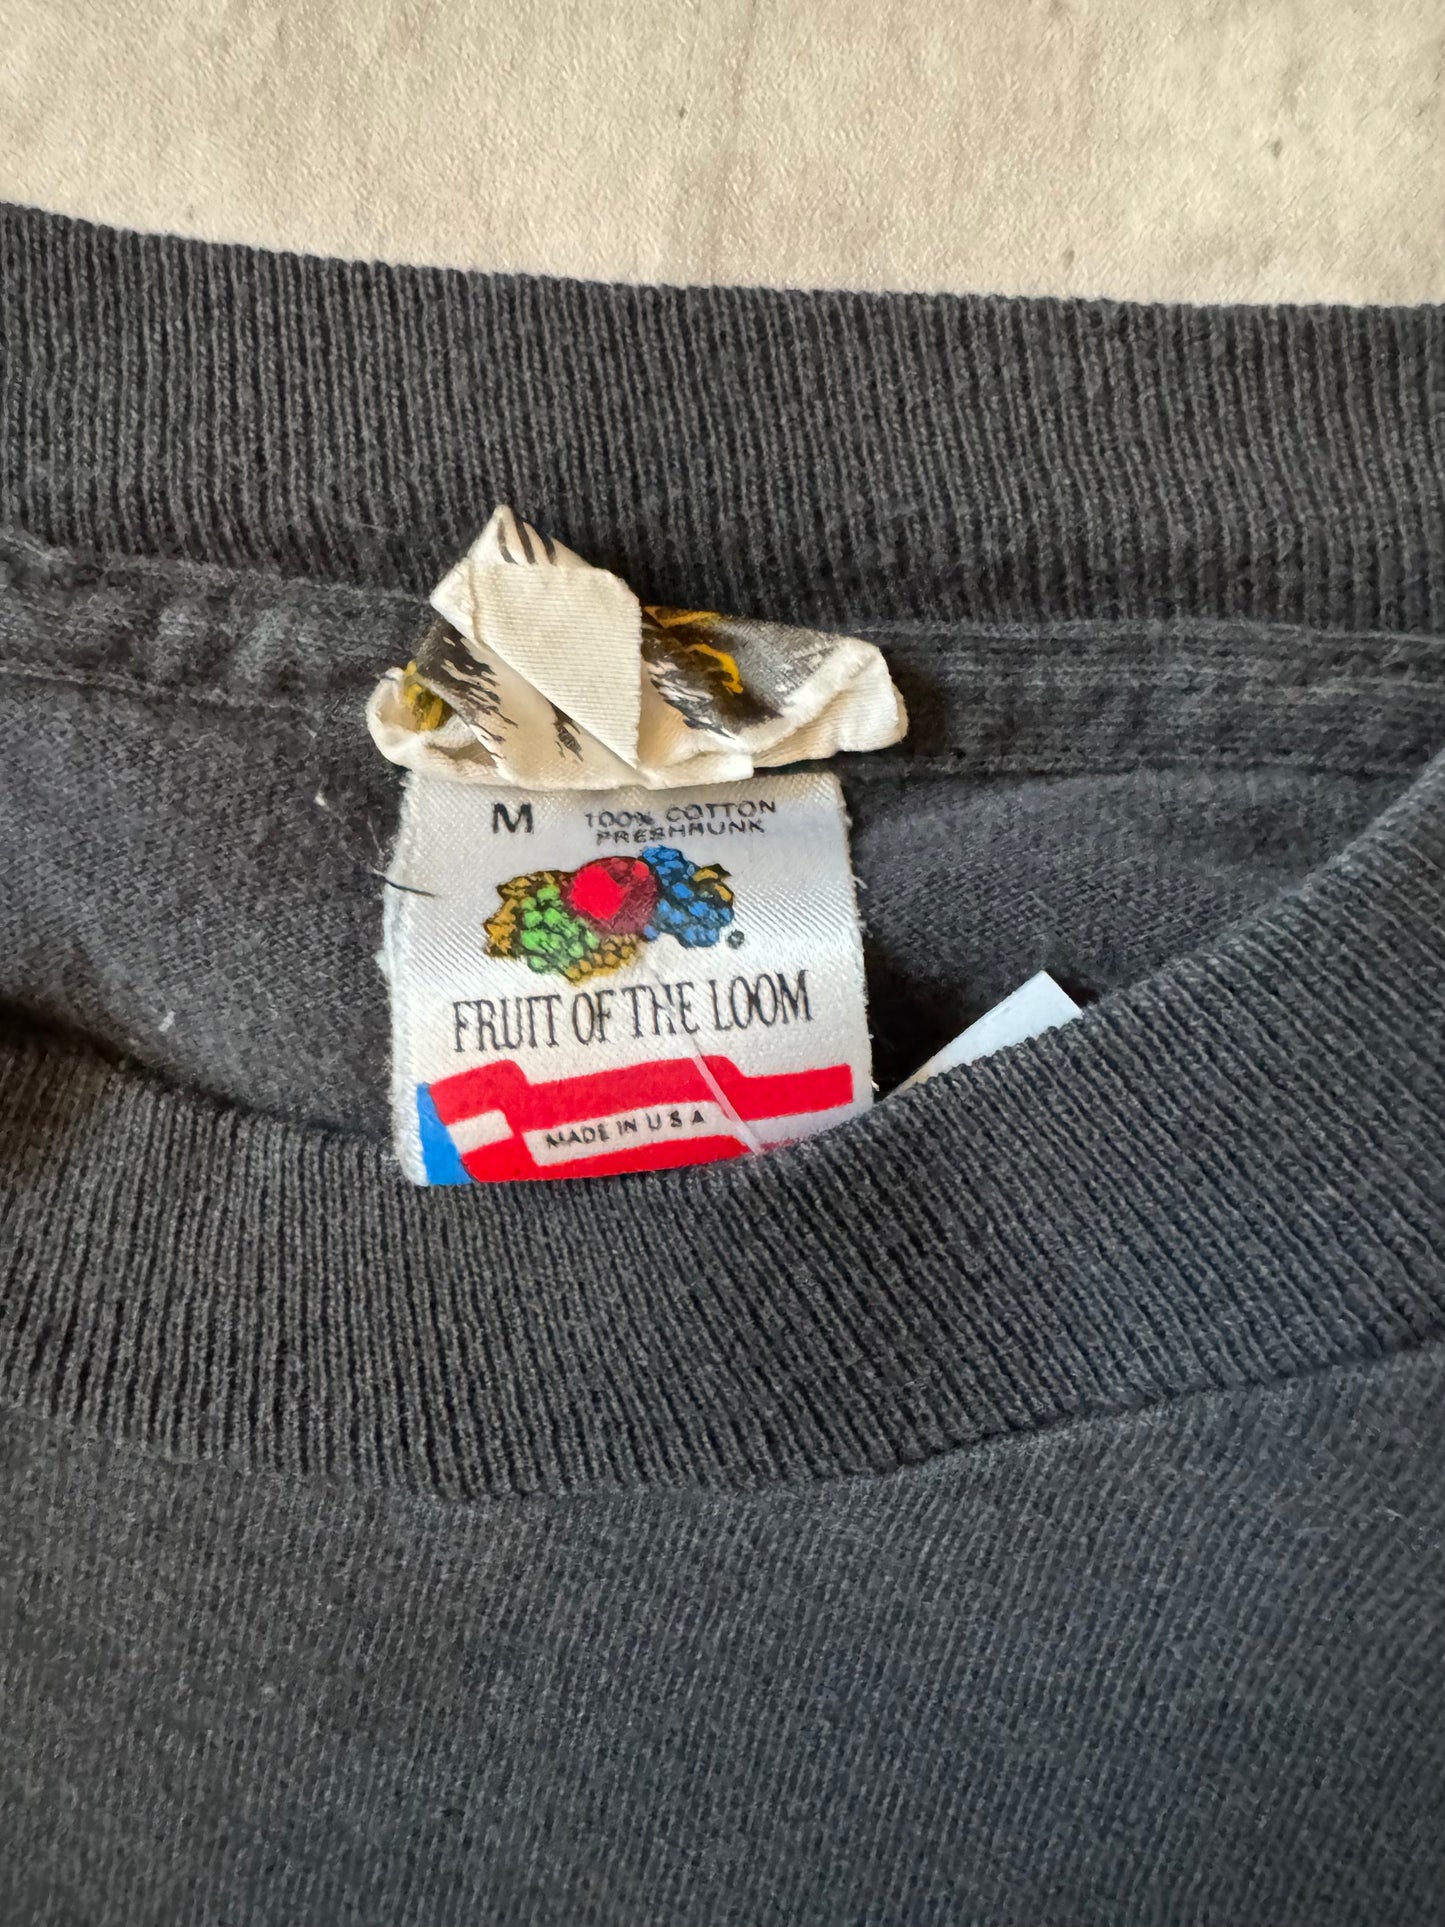 M
100% COTTON
PRESHRUNK
FRUIT OF THE LOOM
MADE IN U S A